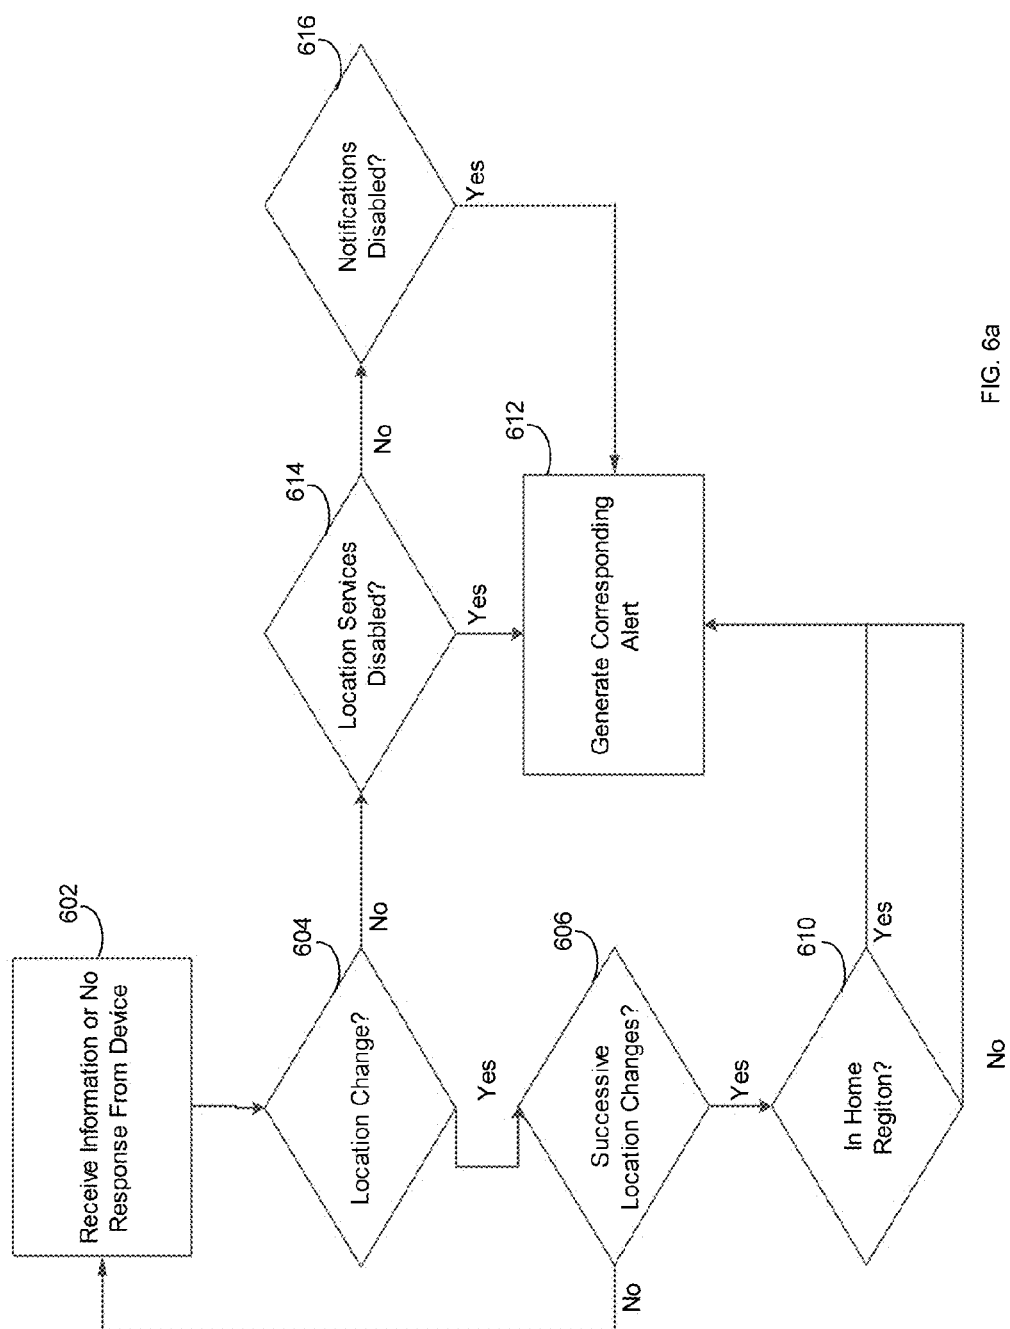 602
Receive Information or No
Response From Device
604
Location Change?
No
Yes
614
Location Services
Disabled?
No
Yes
616
Notifications
Disabled?
Yes
606
Successive
Location Changes?
No
Yes
612
Generate Corresponding
Alert
610
In Home
Regiton?
Yes
No
FIG. 6a